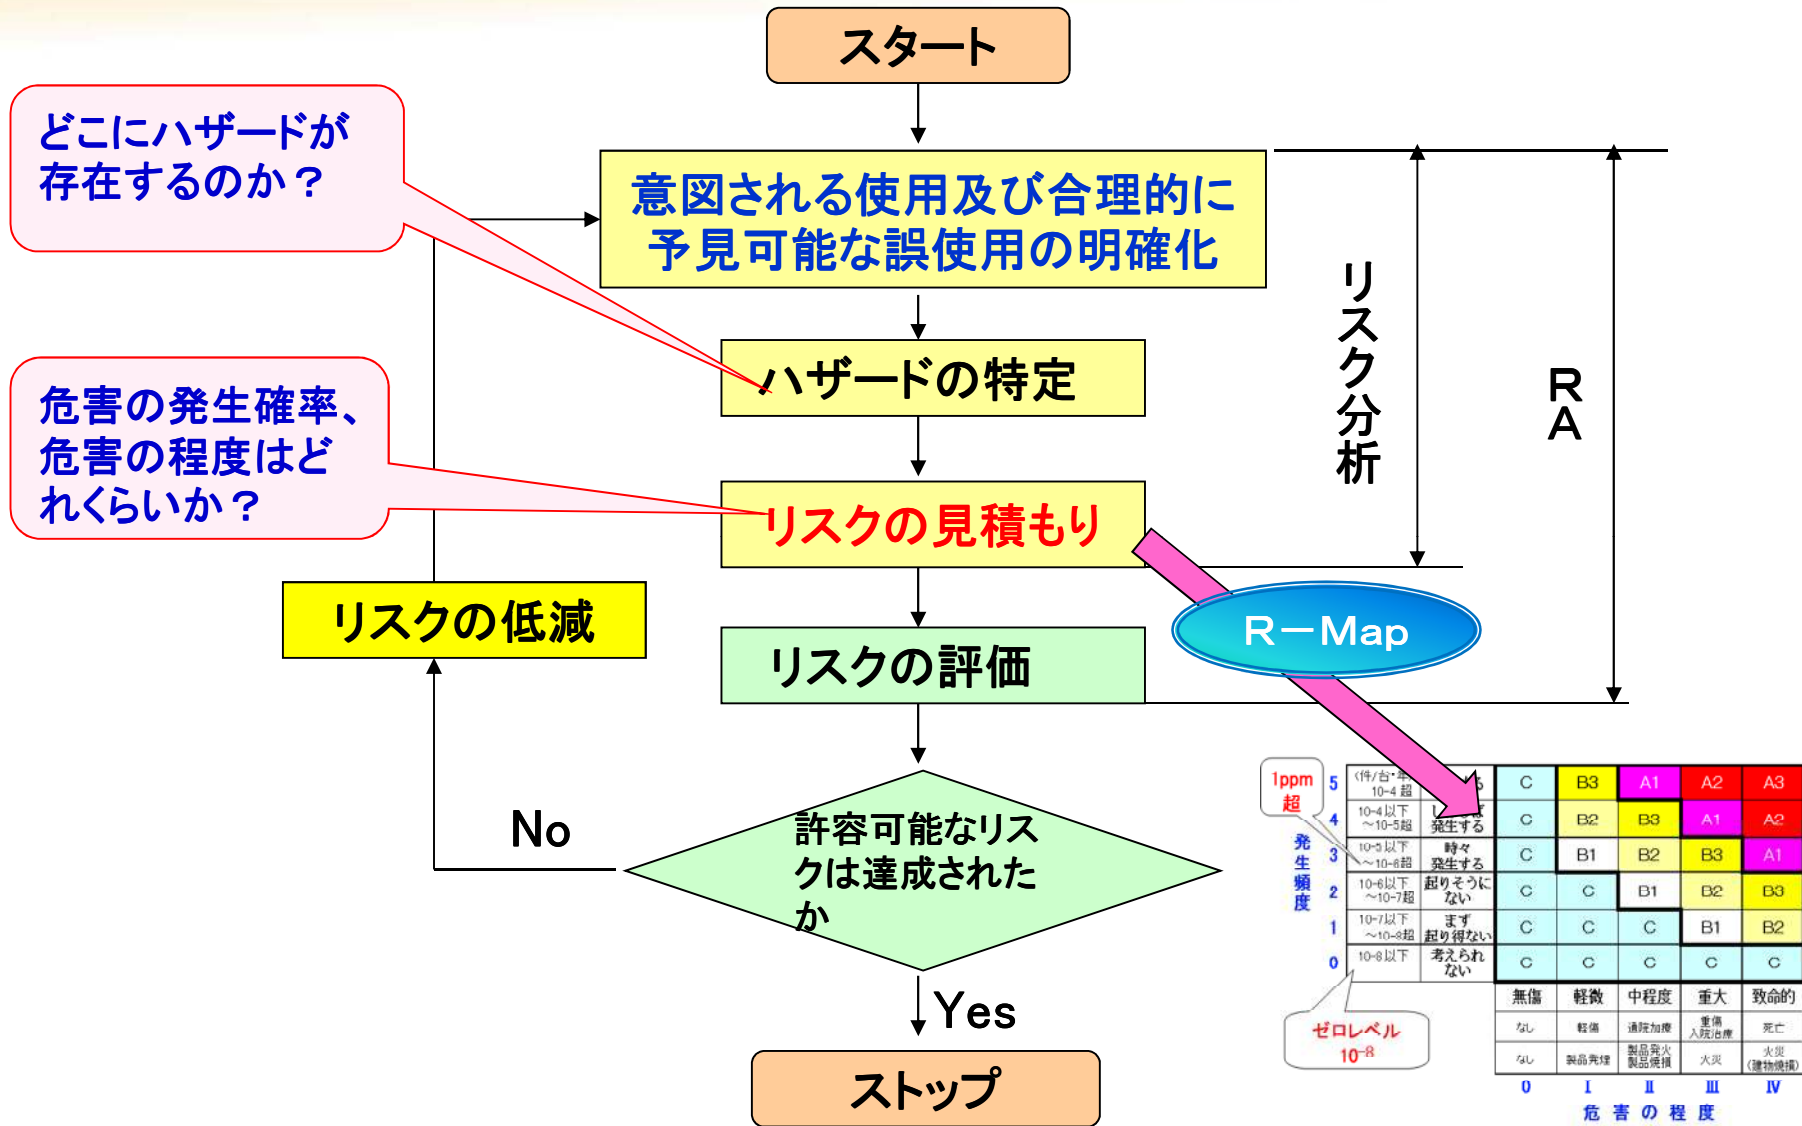 スタート
どこにハザードが
存在するのか？
意図される使用及び合理的に
予見可能な誤使用の明確化
ハザードの特定
危害の発生確率、
危害の程度はど
れくらいか？
リスクの見積もり
リスク分析
RA
リスクの低減
R－Map
リスクの評価
No
許容可能なリス
クは達成された
か
Yes
ストップ
1ppm
超
発生頻度
5 (件/台・年 10-4 超 る C B3 A1 A2 A3
4 10-4以下 ～10-5超 発生する C B2 B3 A1 A2
3 10-5以下 ～10-6超 時々 発生する C B1 B2 B3 A1
2 10-6以下 ～10-7超 起りそうに ない C C B1 B2 B3
1 10-7以下 ～10-8超 まず 起り得ない C C C B1 B2
0 10-8以下 考えられ ない C C C C C
ゼロレベル
10⁻⁸
無傷 軽微 中程度 重大 致命的
なし 軽傷 通院加療 重傷 入院治療 死亡
なし 製品発煙 製品発火 製品焼損 火災 火災 (建物焼損)
0 Ⅰ Ⅱ Ⅲ Ⅳ
危害の程度